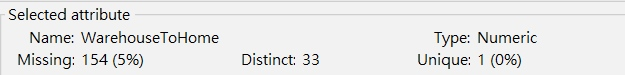 Selected attribute
Name: WarehouseToHome Type: Numeric
Missing: 154 (5%) Distinct: 33 Unique: 1 (0%)